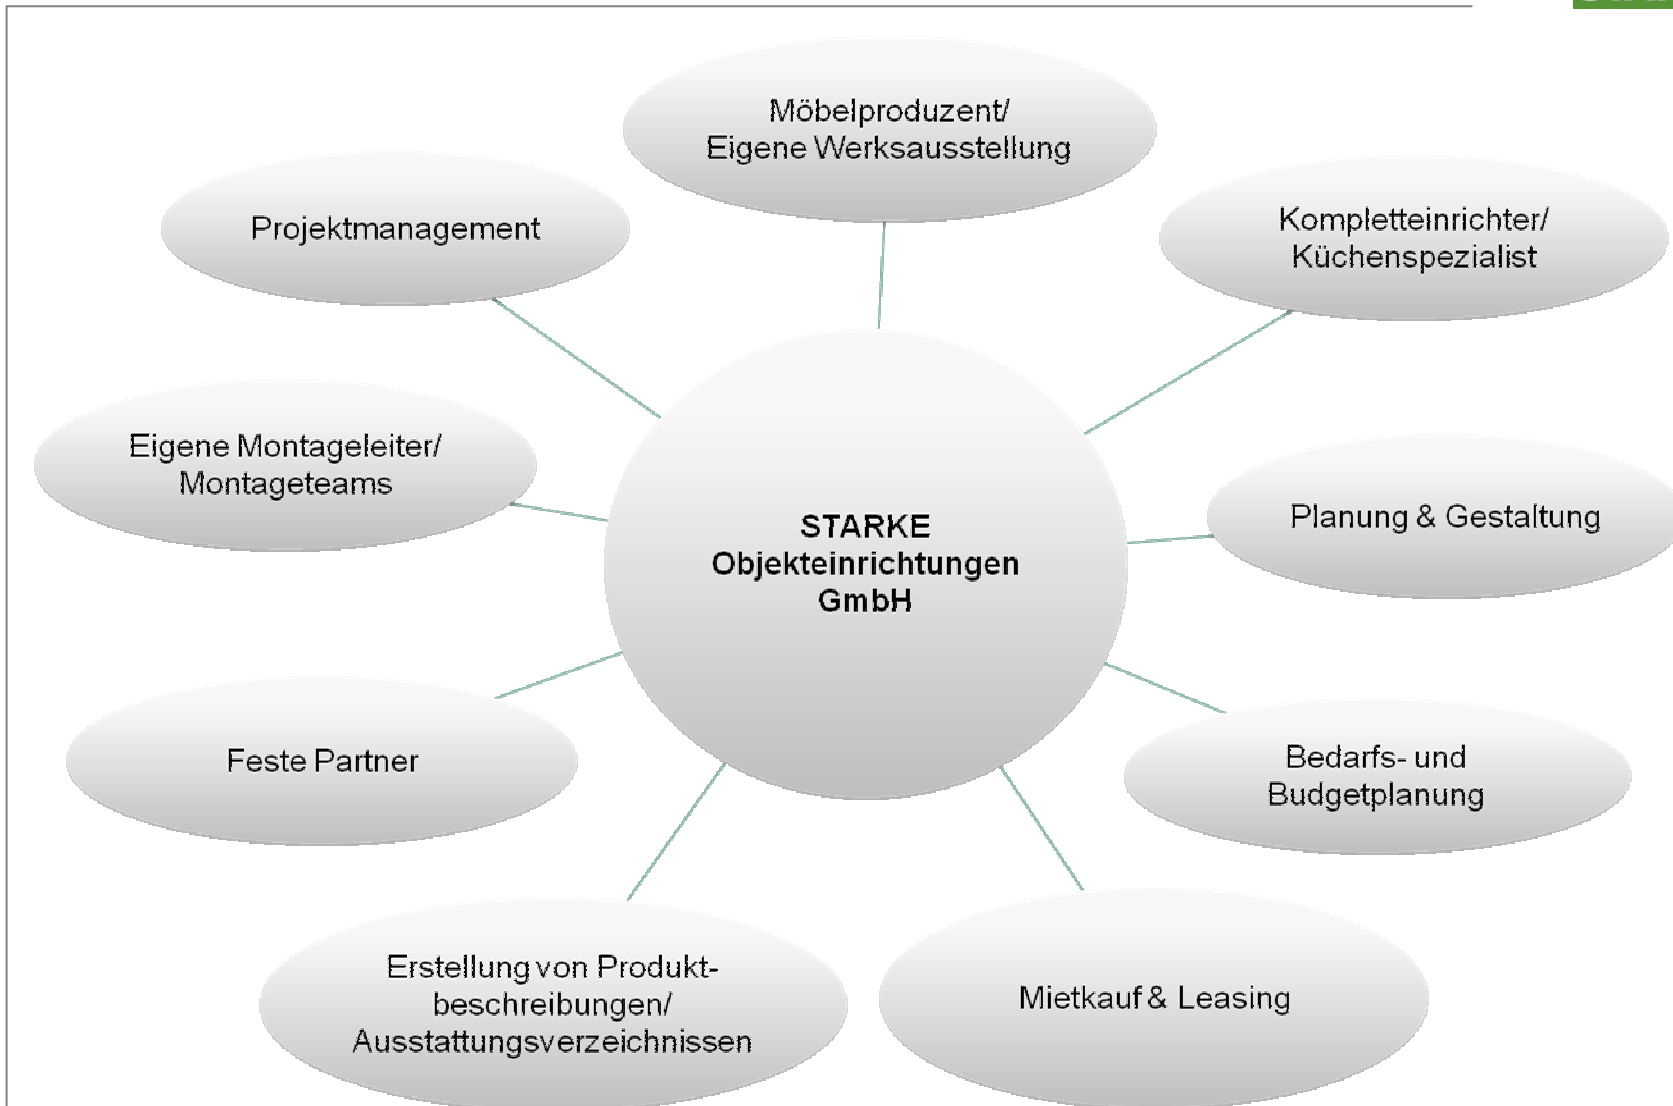 Möbelproduzent/
Eigene Werksausstellung
Kompletteinrichter/
Küchenspezialist
Projektmanagement
Eigene Montageleiter/
Montageteams
STARKE
Objekteinrichtungen
GmbH
Planung & Gestaltung
Feste Partner
Bedarfs- und
Budgetplanung
Erstellung von Produkt-
beschreibungen/
Ausstattungsverzeichnissen
Mietkauf & Leasing